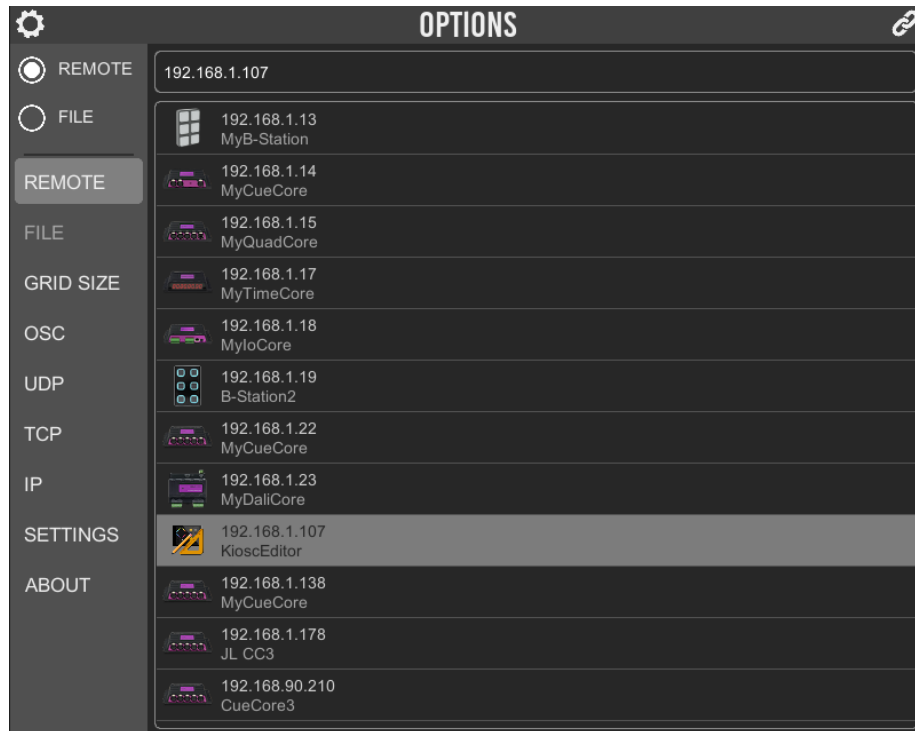 OPTIONS
REMOTE
FILE
REMOTE
FILE
GRID SIZE
OSC
UDP
TCP
IP
SETTINGS
ABOUT
192.168.1.107
192.168.1.13
MyB-Station
192.168.1.14
MyCueCore
192.168.1.15
MyQuadCore
192.168.1.17
MyTimeCore
192.168.1.18
MyIoCore
192.168.1.19
B-Station2
192.168.1.22
MyCueCore
192.168.1.23
MyDaliCore
192.168.1.107
KioscEditor
192.168.1.138
MyCueCore
192.168.1.178
JL CC3
192.168.90.210
CueCore3